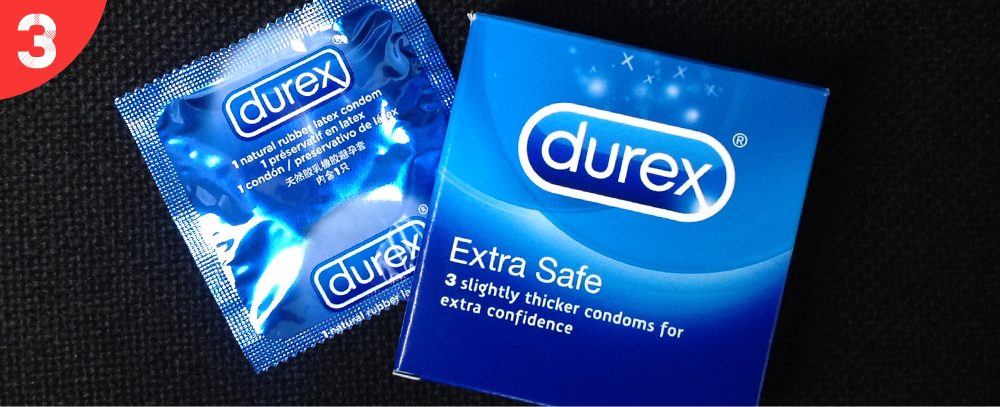 3
durex®
1 natural rubber latex condom
1 préservatif en latex
1 condón / preservativo de látex
天然胶乳橡胶避孕套
内含1只
durex®
1 natural rubber
durex®
Extra Safe
3 slightly thicker condoms for
extra confidence